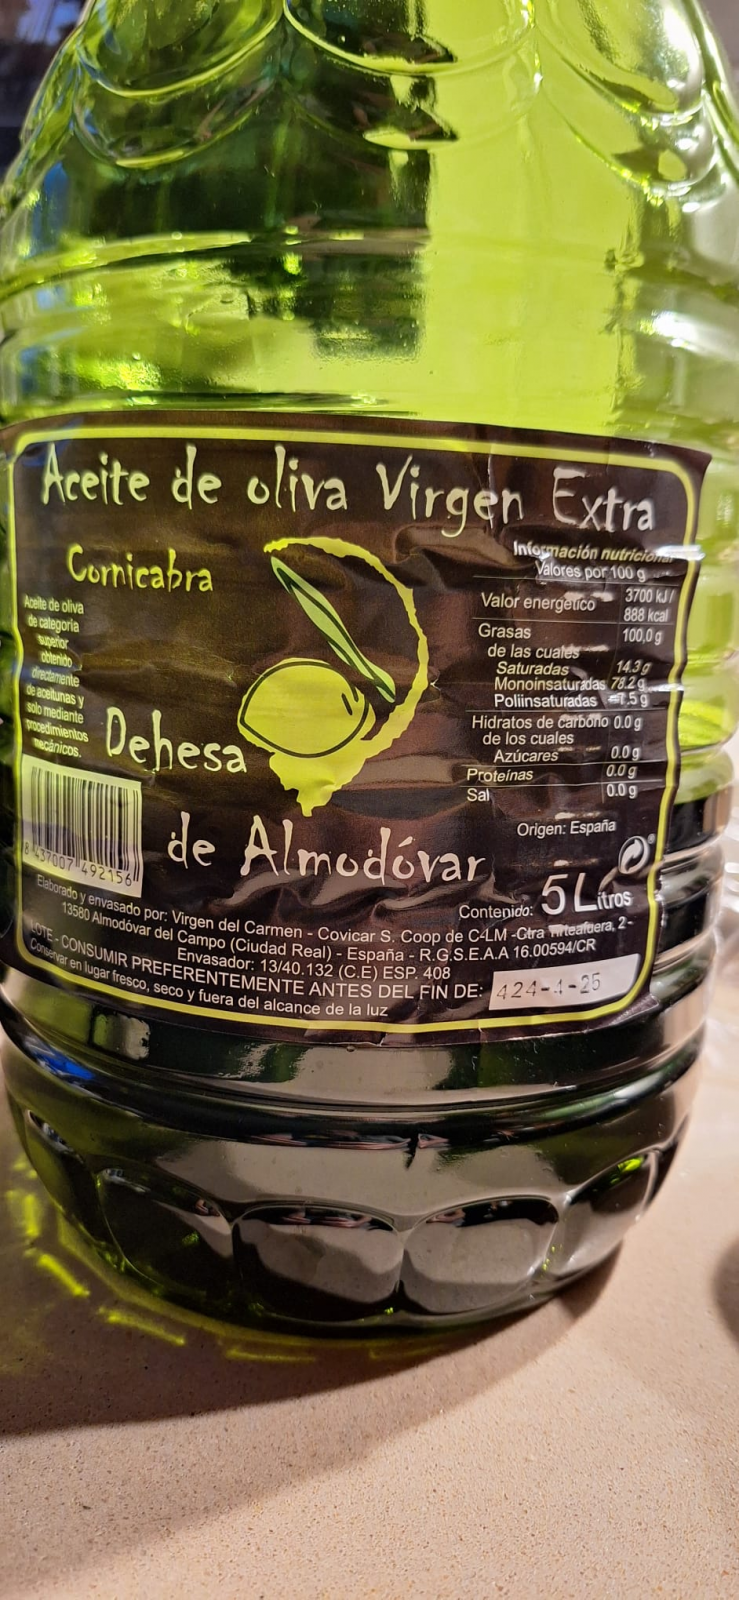 Aceite de oliva Virgen Extra
Cornicabra
Aceite de oliva
de categoria
superior
obtenido
directamente
de aceitunas y
solo mediante
procedimientos
mecánicos.
Dehesa
de Almodóvar
Información nutricional
Valores por 100 g
Valor energético 3700 kJ /
888 kcal
Grasas 100,0 g
de las cuales
Saturadas 14.3 g
Monoinsaturadas 78.2 g
Poliinsaturadas 7,5 g
Hidratos de carbono 0.0 g
de los cuales
Azúcares 0.0 g
Proteínas 0.0 g
Sal 0.0 g
Origen: España
Contenido: 5 Litros
8 437007 492156
Elaborado y envasado por: Virgen del Carmen - Covicar S. Coop de C-LM -Ctra 2-
13580 Almodóvar del Campo (Ciudad Real) - España - R.G.S.E.A.A 16.00594/CR
Envasador: 13/40.132 (C.E) ESP. 408
LOTE - CONSUMIR PREFERENTEMENTE ANTES DEL FIN DE: 424-4-25
Conservar en lugar fresco, seco y fuera del alcance de la luz